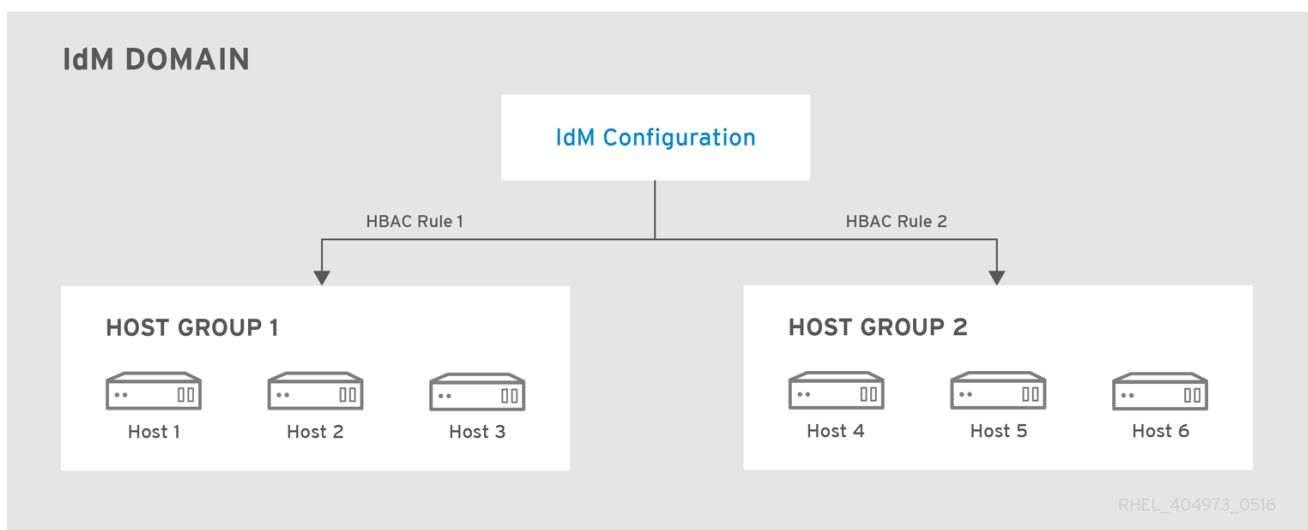 IdM DOMAIN
IdM Configuration
HBAC Rule 1
HBAC Rule 2
HOST GROUP 1
Host 1
Host 2
Host 3
HOST GROUP 2
Host 4
Host 5
Host 6
RHEL_404973_0516